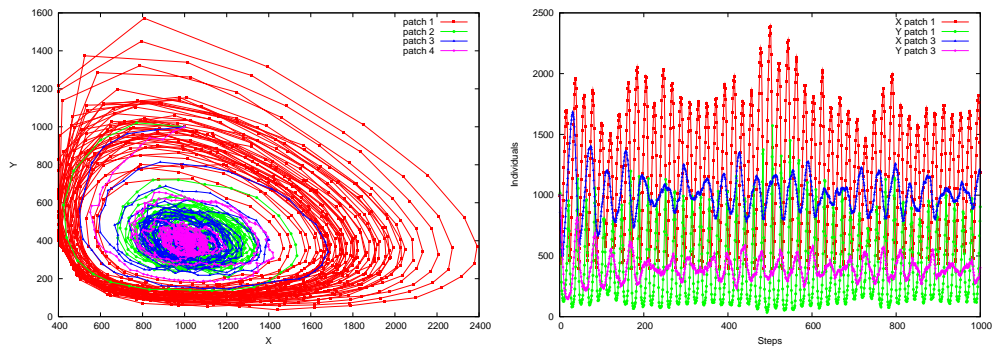 1600
1400
1200
1000
800
600
400
200
0
400 600 800 1000 1200 1400 1600 1800 2000 2200 2400
Y
X
patch 1
patch 2
patch 3
patch 4
2500
2000
1500
1000
500
0
0 200 400 600 800 1000
Individuals
Steps
X patch 1
Y patch 1
X patch 3
Y patch 3